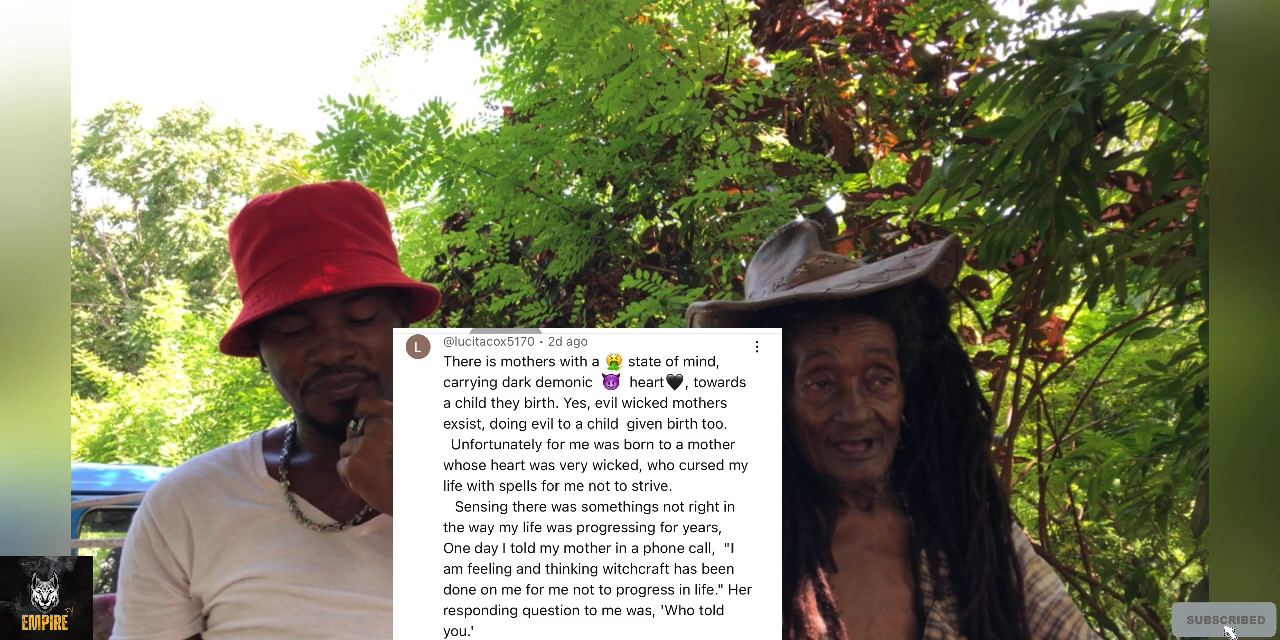 L
@lucitacox5170 • 2d ago
There is mothers with a 🤮 state of mind,
carrying dark demonic 😈 heart🖤, towards
a child they birth. Yes, evil wicked mothers
exsist, doing evil to a child given birth too.
Unfortunately for me was born to a mother
whose heart was very wicked, who cursed my
life with spells for me not to strive.
Sensing there was somethings not right in
the way my life was progressing for years,
One day I told my mother in a phone call, "I
am feeling and thinking witchcraft has been
done on me for me not to progress in life." Her
responding question to me was, 'Who told
you.'
EMPIRE
SUBSCRIBED